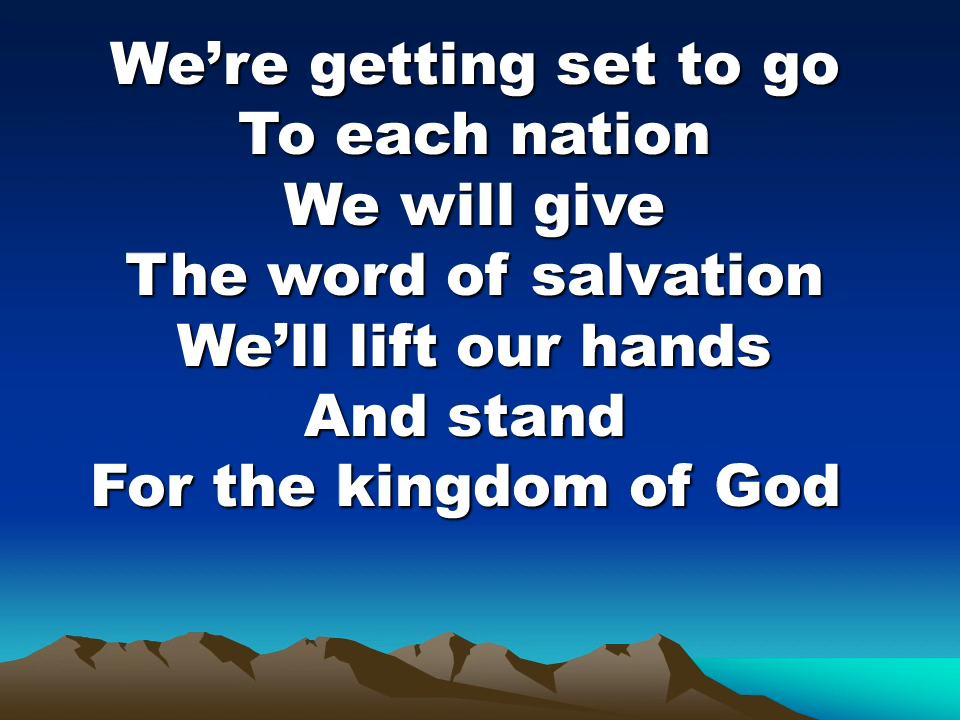 We’re getting set to go
To each nation
We will give
The word of salvation
We’ll lift our hands
And stand
For the kingdom of God